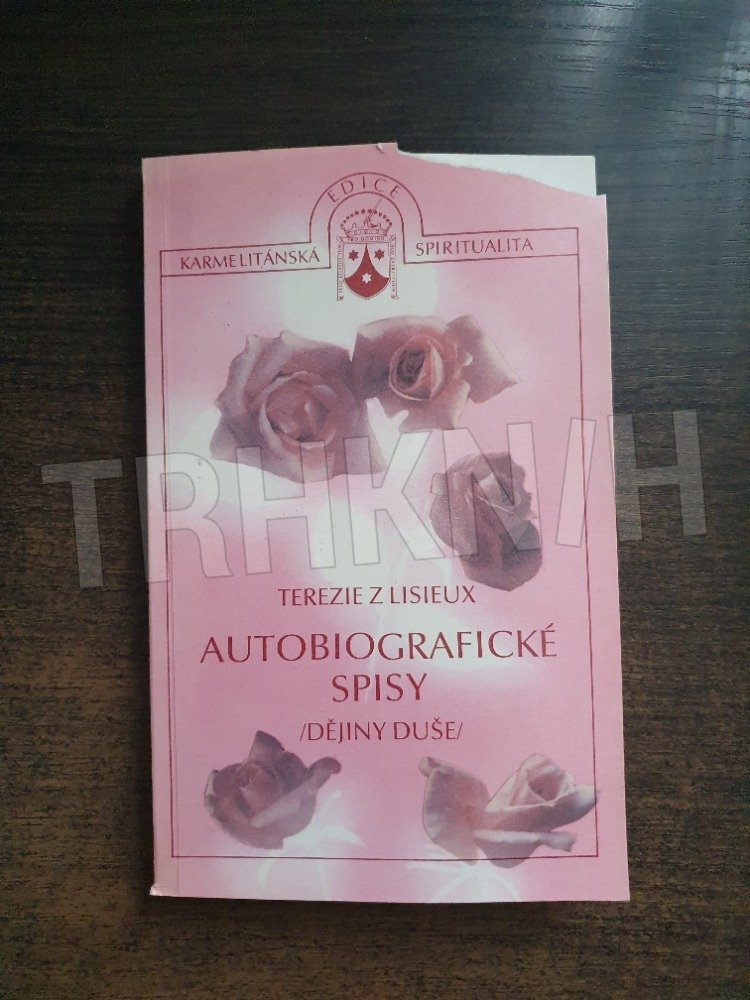 EDICE
KARMELITÁNSKÁ SPIRITUALITA
TRHKNIH
TEREZIE Z LISIEUX
AUTOBIOGRAFICKÉ
SPISY
/DĚJINY DUŠE/